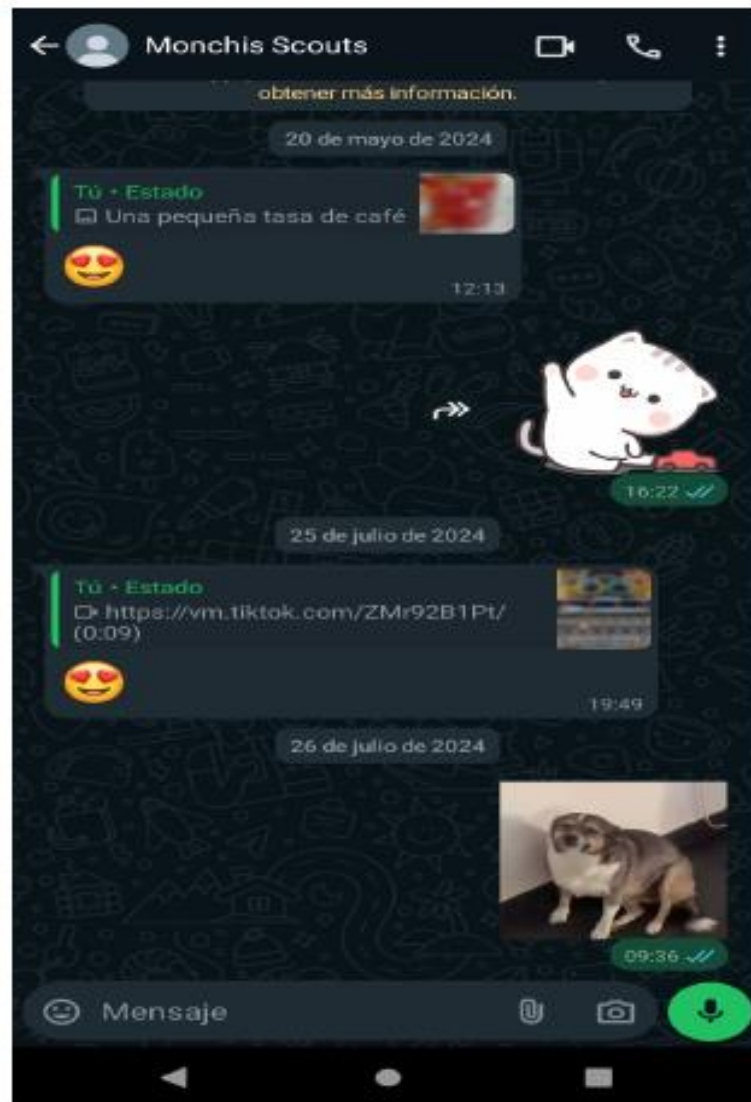 Monchis Scouts
obtener más información.
20 de mayo de 2024
Tú • Estado
Una pequeña tasa de café
12:13
16:22
25 de julio de 2024
Tú • Estado
https://vm.tiktok.com/ZMr92B1Pt/
(0:09)
19:49
26 de julio de 2024
09:36
Mensaje